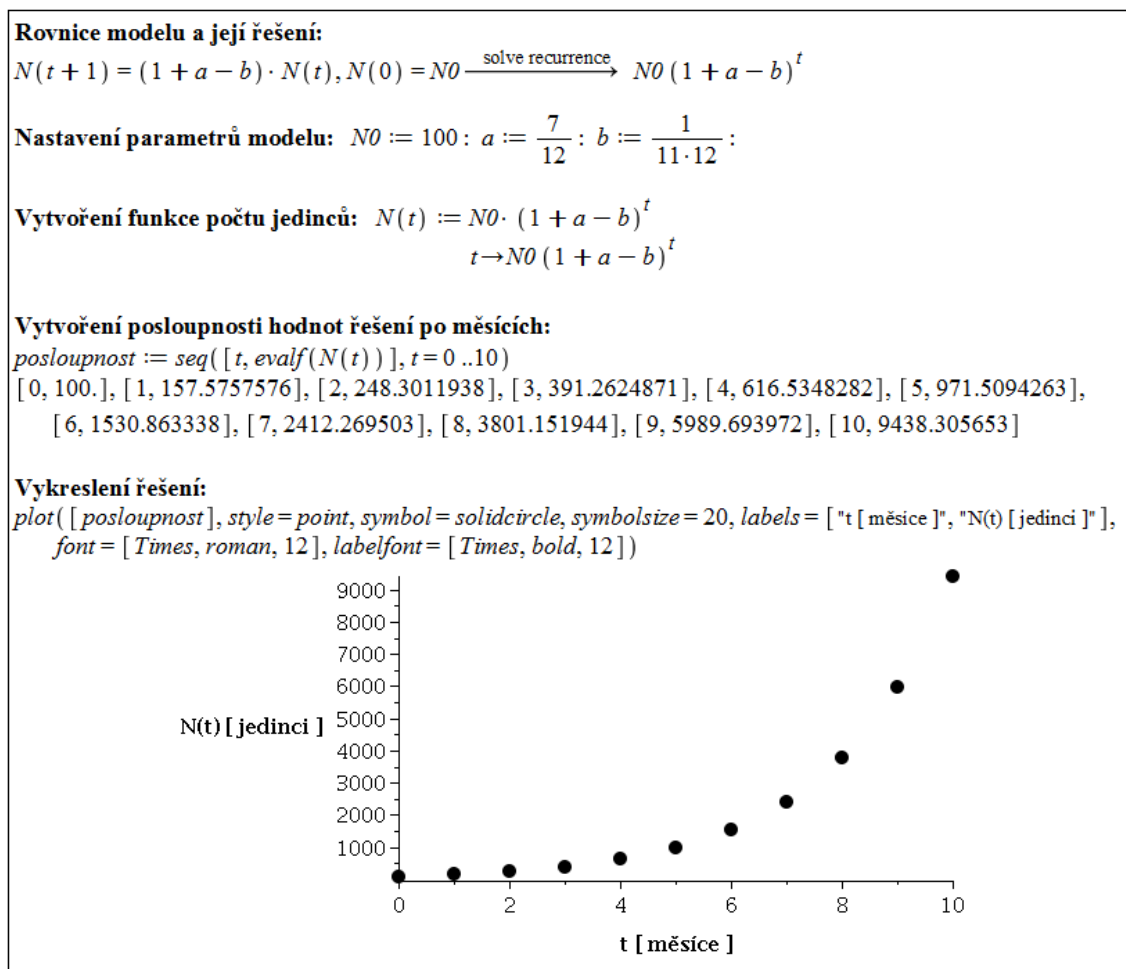 Rovnice modelu a její řešení:
N(t + 1) = (1 + a − b) · N(t), N(0) = N0 solve recurrence → N0 (1 + a − b)^t
Nastavení parametrů modelu: N0 := 100 : a := 7/12 : b := 1/(11·12) :
Vytvoření funkce počtu jedinců: N(t) := N0· (1 + a − b)^t
t→N0 (1 + a − b)^t
Vytvoření posloupnosti hodnot řešení po měsících:
posloupnost := seq([t, evalf(N(t))], t = 0 ..10)
[0, 100.], [1, 157.5757576], [2, 248.3011938], [3, 391.2624871], [4, 616.5348282], [5, 971.5094263],
[6, 1530.863338], [7, 2412.269503], [8, 3801.151944], [9, 5989.693972], [10, 9438.305653]
Vykreslení řešení:
plot([posloupnost], style = point, symbol = solidcircle, symbolsize = 20, labels = ["t [ měsíce ]", "N(t) [ jedinci ]"],
font = [Times, roman, 12], labelfont = [Times, bold, 12])
9000
8000
7000
6000
N(t) [ jedinci ]
5000
4000
3000
2000
1000
0 2 4 6 8 10
t [ měsíce ]